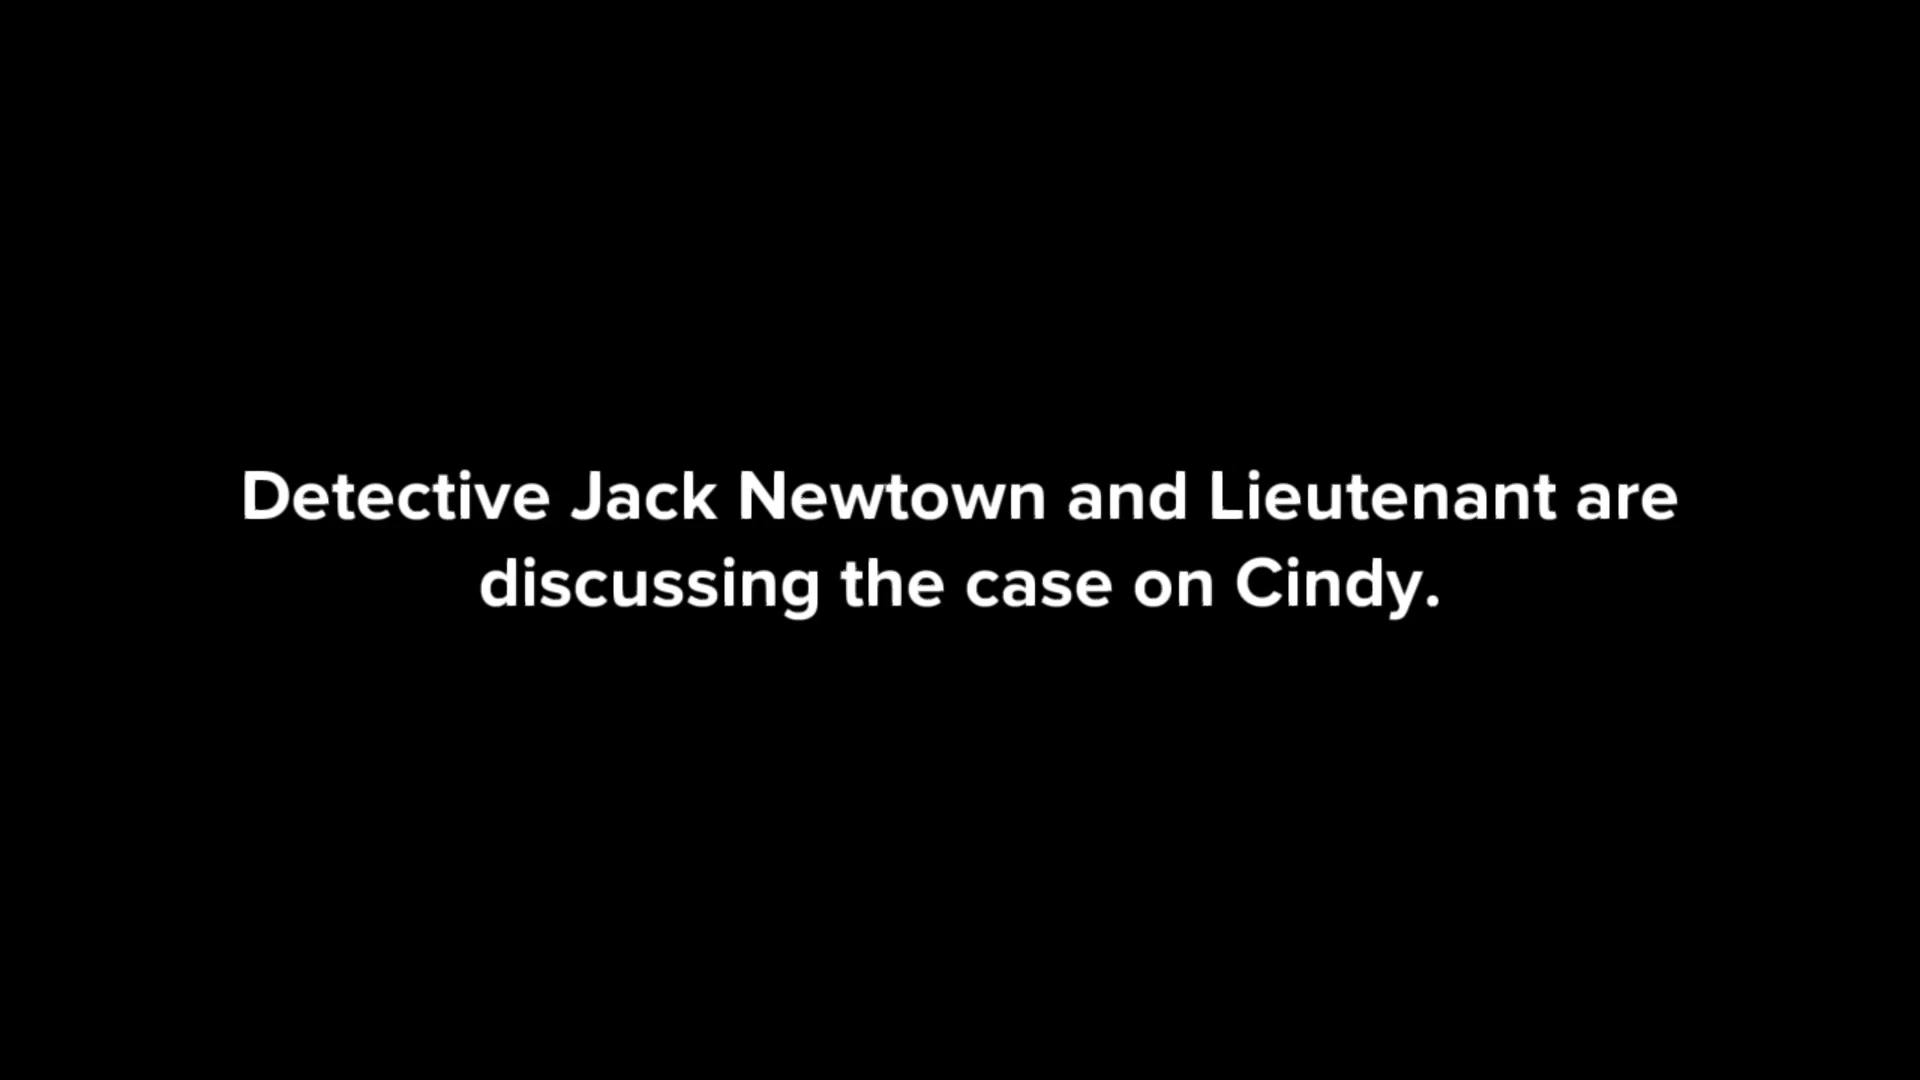 Detective Jack Newtown and Lieutenant are
discussing the case on Cindy.